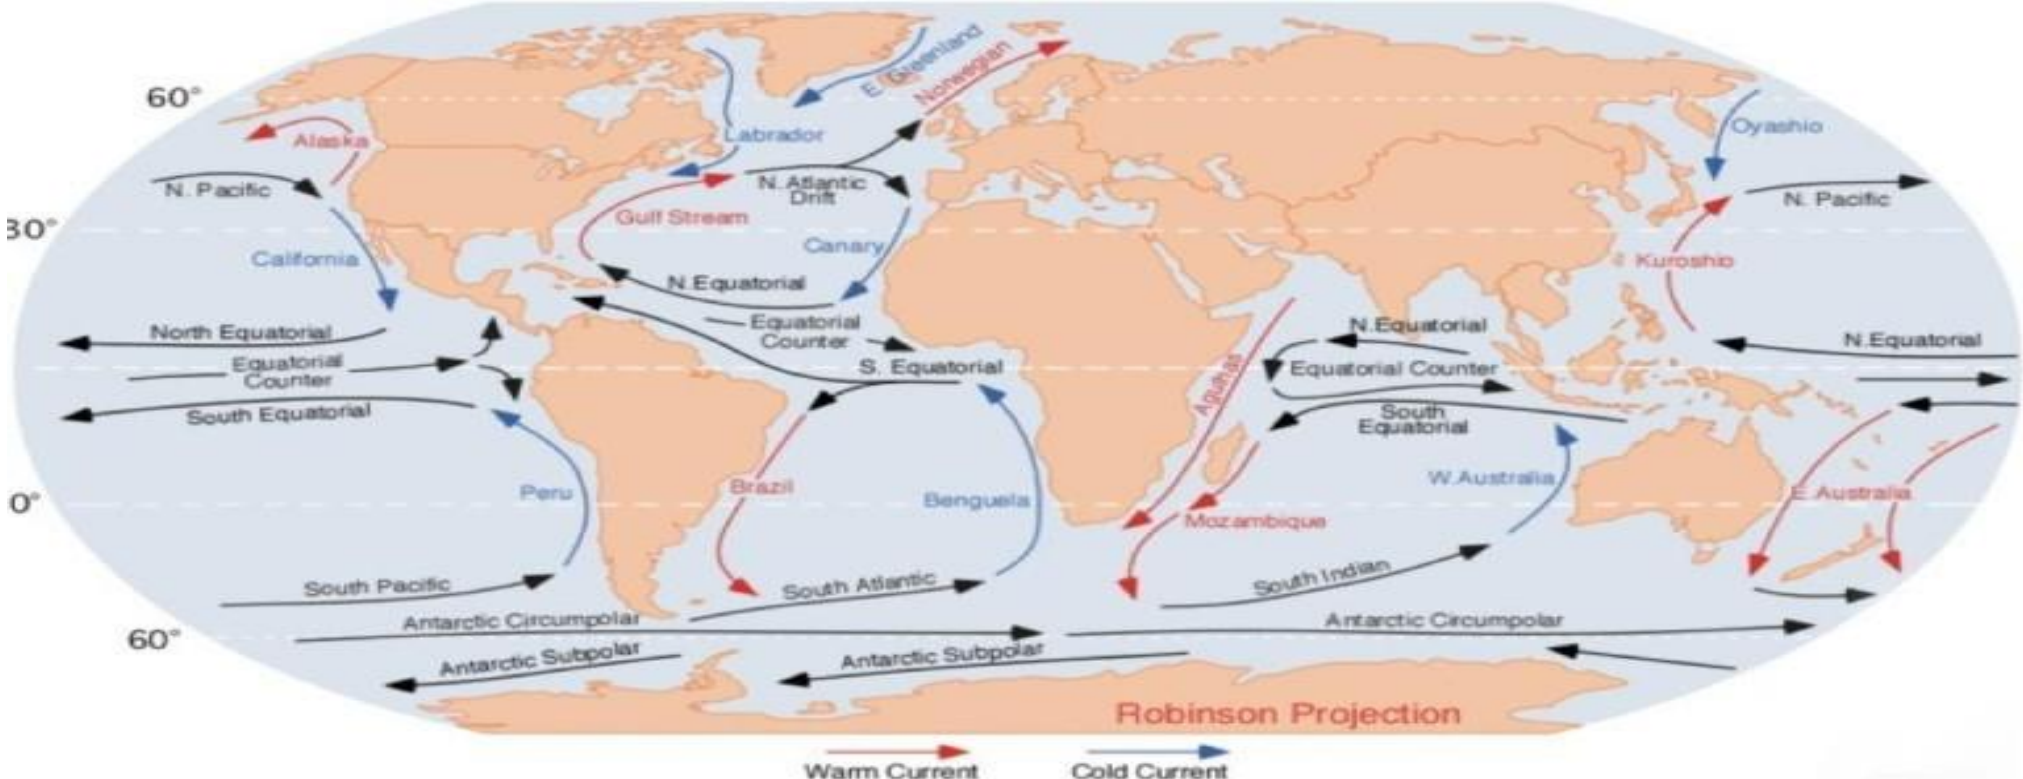 E. Greenland
Norwegian
60°
Labrador
Oyashio
Alaska
N. Pacific
N. Atlantic
Drift
N. Pacific
Gulf Stream
30°
Canary
California
Kuroshio
N.Equatorial
North Equatorial
Equatorial
Counter
N.Equatorial
N.Equatorial
Equatorial
Counter
S. Equatorial
Equatorial Counter
Agulhas
South Equatorial
South
Equatorial
Peru
Brazil
Benguela
W.Australia
E.Australia
0°
Mozambique
South Pacific
South Atlantic
South Indian
Antarctic Circumpolar
Antarctic Circumpolar
60°
Antarctic Subpolar
Antarctic Subpolar
Robinson Projection
Warm Current
Cold Current